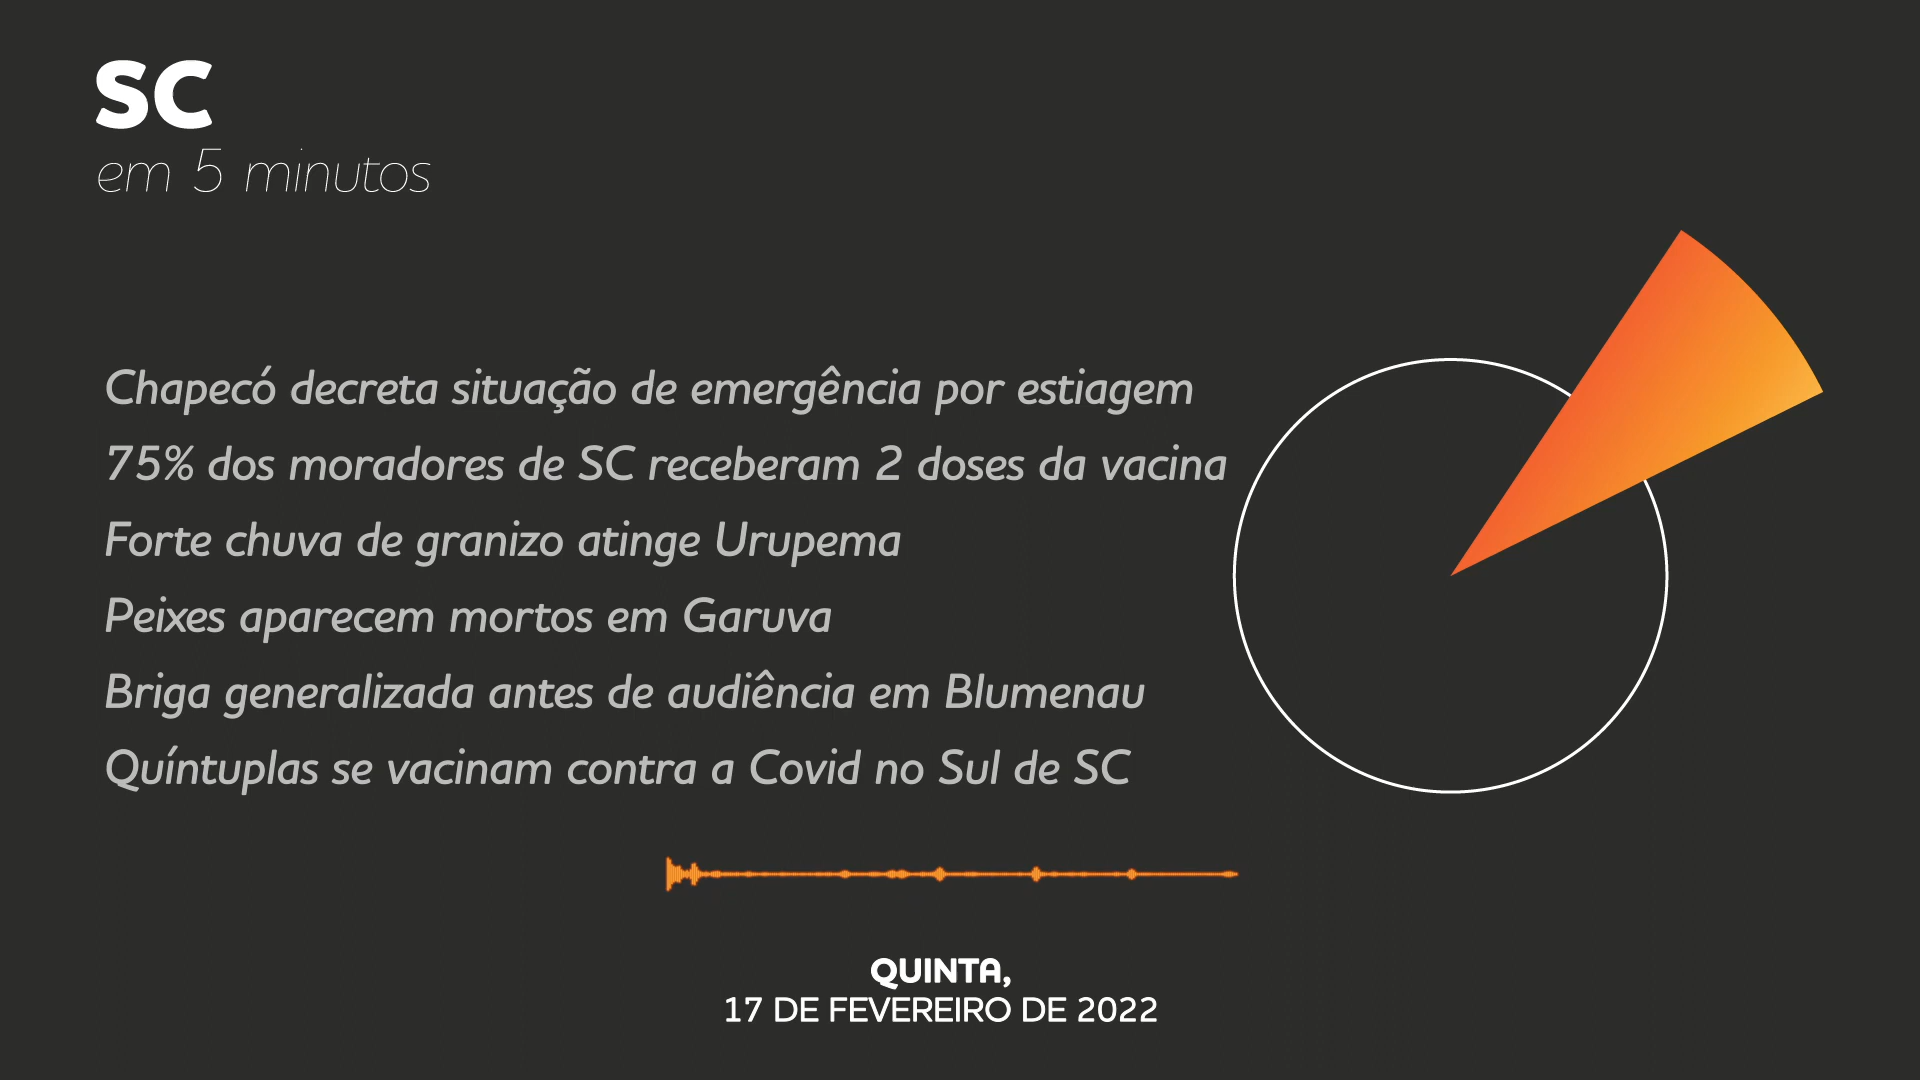 SC
em 5 minutos
Chapecó decreta situação de emergência por estiagem
75% dos moradores de SC receberam 2 doses da vacina
Forte chuva de granizo atinge Urupema
Peixes aparecem mortos em Garuva
Briga generalizada antes de audiência em Blumenau
Quíntuplas se vacinam contra a Covid no Sul de SC
QUINTA,
17 DE FEVEREIRO DE 2022